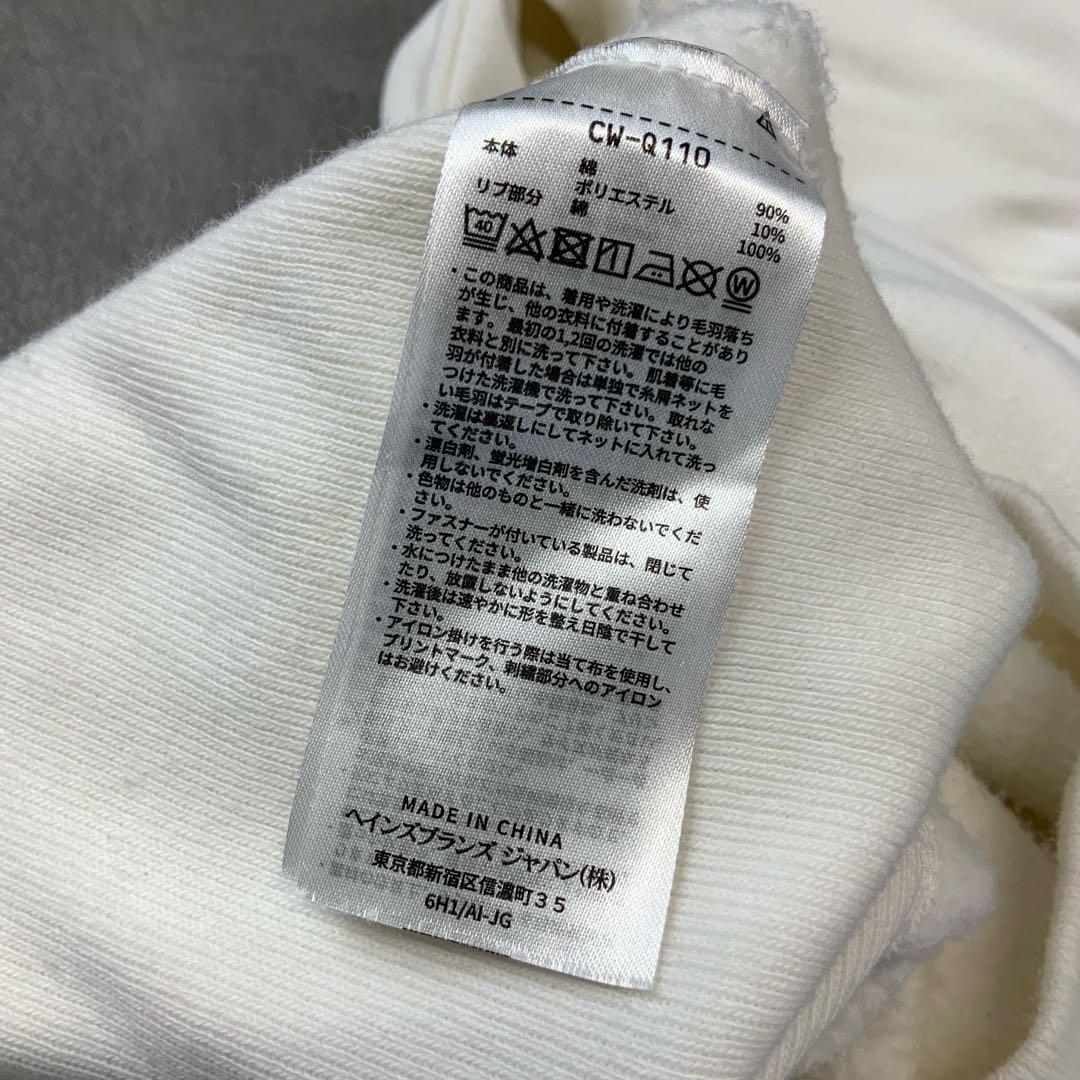 CW-Q110
本体 綿 90%
ポリエステル 10%
リブ部分 綿 100%
40 W
・この商品は、着用や洗濯により毛羽落ち
が生じ、他の衣料に付着することがあり
ます。最初の1,2回の洗濯では他の
衣料と別に洗って下さい。肌着等に毛
羽が付着した場合は単独で糸屑ネットを
つけた洗濯機で洗って下さい。取れな
い毛羽はテープで取り除いて下さい。
・洗濯は裏返しにしてネットに入れて洗っ
てください。
・漂白剤、蛍光増白剤を含んだ洗剤は、使
用しないでください。
・色物は他のものと一緒に洗わないでくだ
さい。
・ファスナーが付いている製品は、閉じて
洗ってください。
・水につけたまま他の洗濯物と重ね合わせ
たり、放置しないようにしてください。
・洗濯後は速やかに形を整え日陰で干して
下さい。
・アイロン掛けを行う際は当て布を使用し、
プリントマーク、刺繍部分へのアイロン
はお避けください。
MADE IN CHINA
ヘインズブランズ ジャパン(株)
東京都新宿区信濃町35
6H1/AI-JG